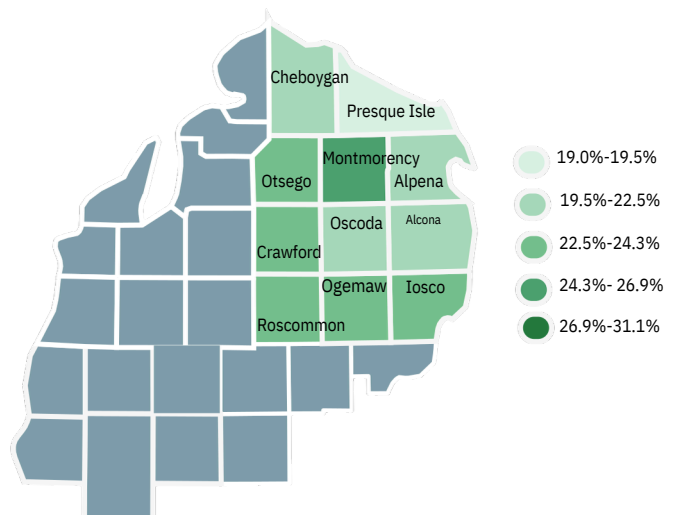 Cheboygan
Presque Isle
Montmorency
Otsego
Alpena
Oscoda
Alcona
Crawford
Ogemaw
Iosco
Roscommon
19.0%-19.5%
19.5%-22.5%
22.5%-24.3%
24.3%- 26.9%
26.9%-31.1%